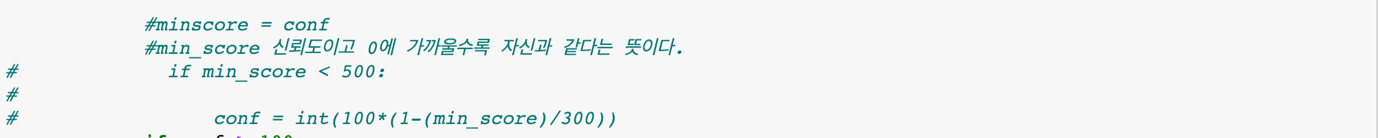 #minscore = conf
#min_score 신뢰도이고 0에 가까울수록 자신과 같다는 뜻이다.
# if min_score < 500:
#
# conf = int(100*(1-(min_score)/300))